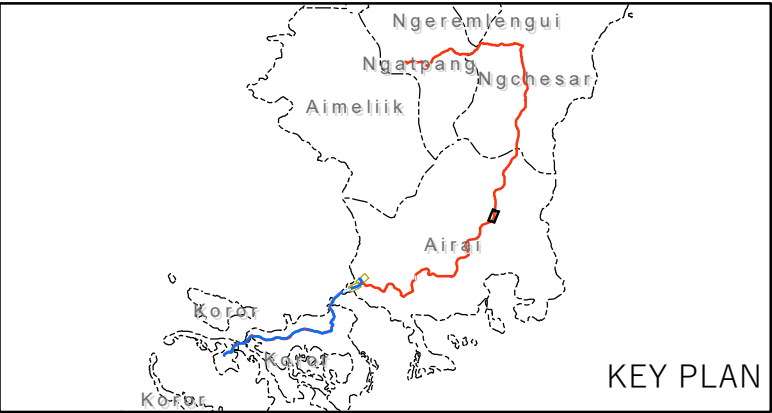 Ngeremlengui
Ngatpang
Ngchesar
Aimeliik
Airai
Koror
Koror
Koror
KEY PLAN